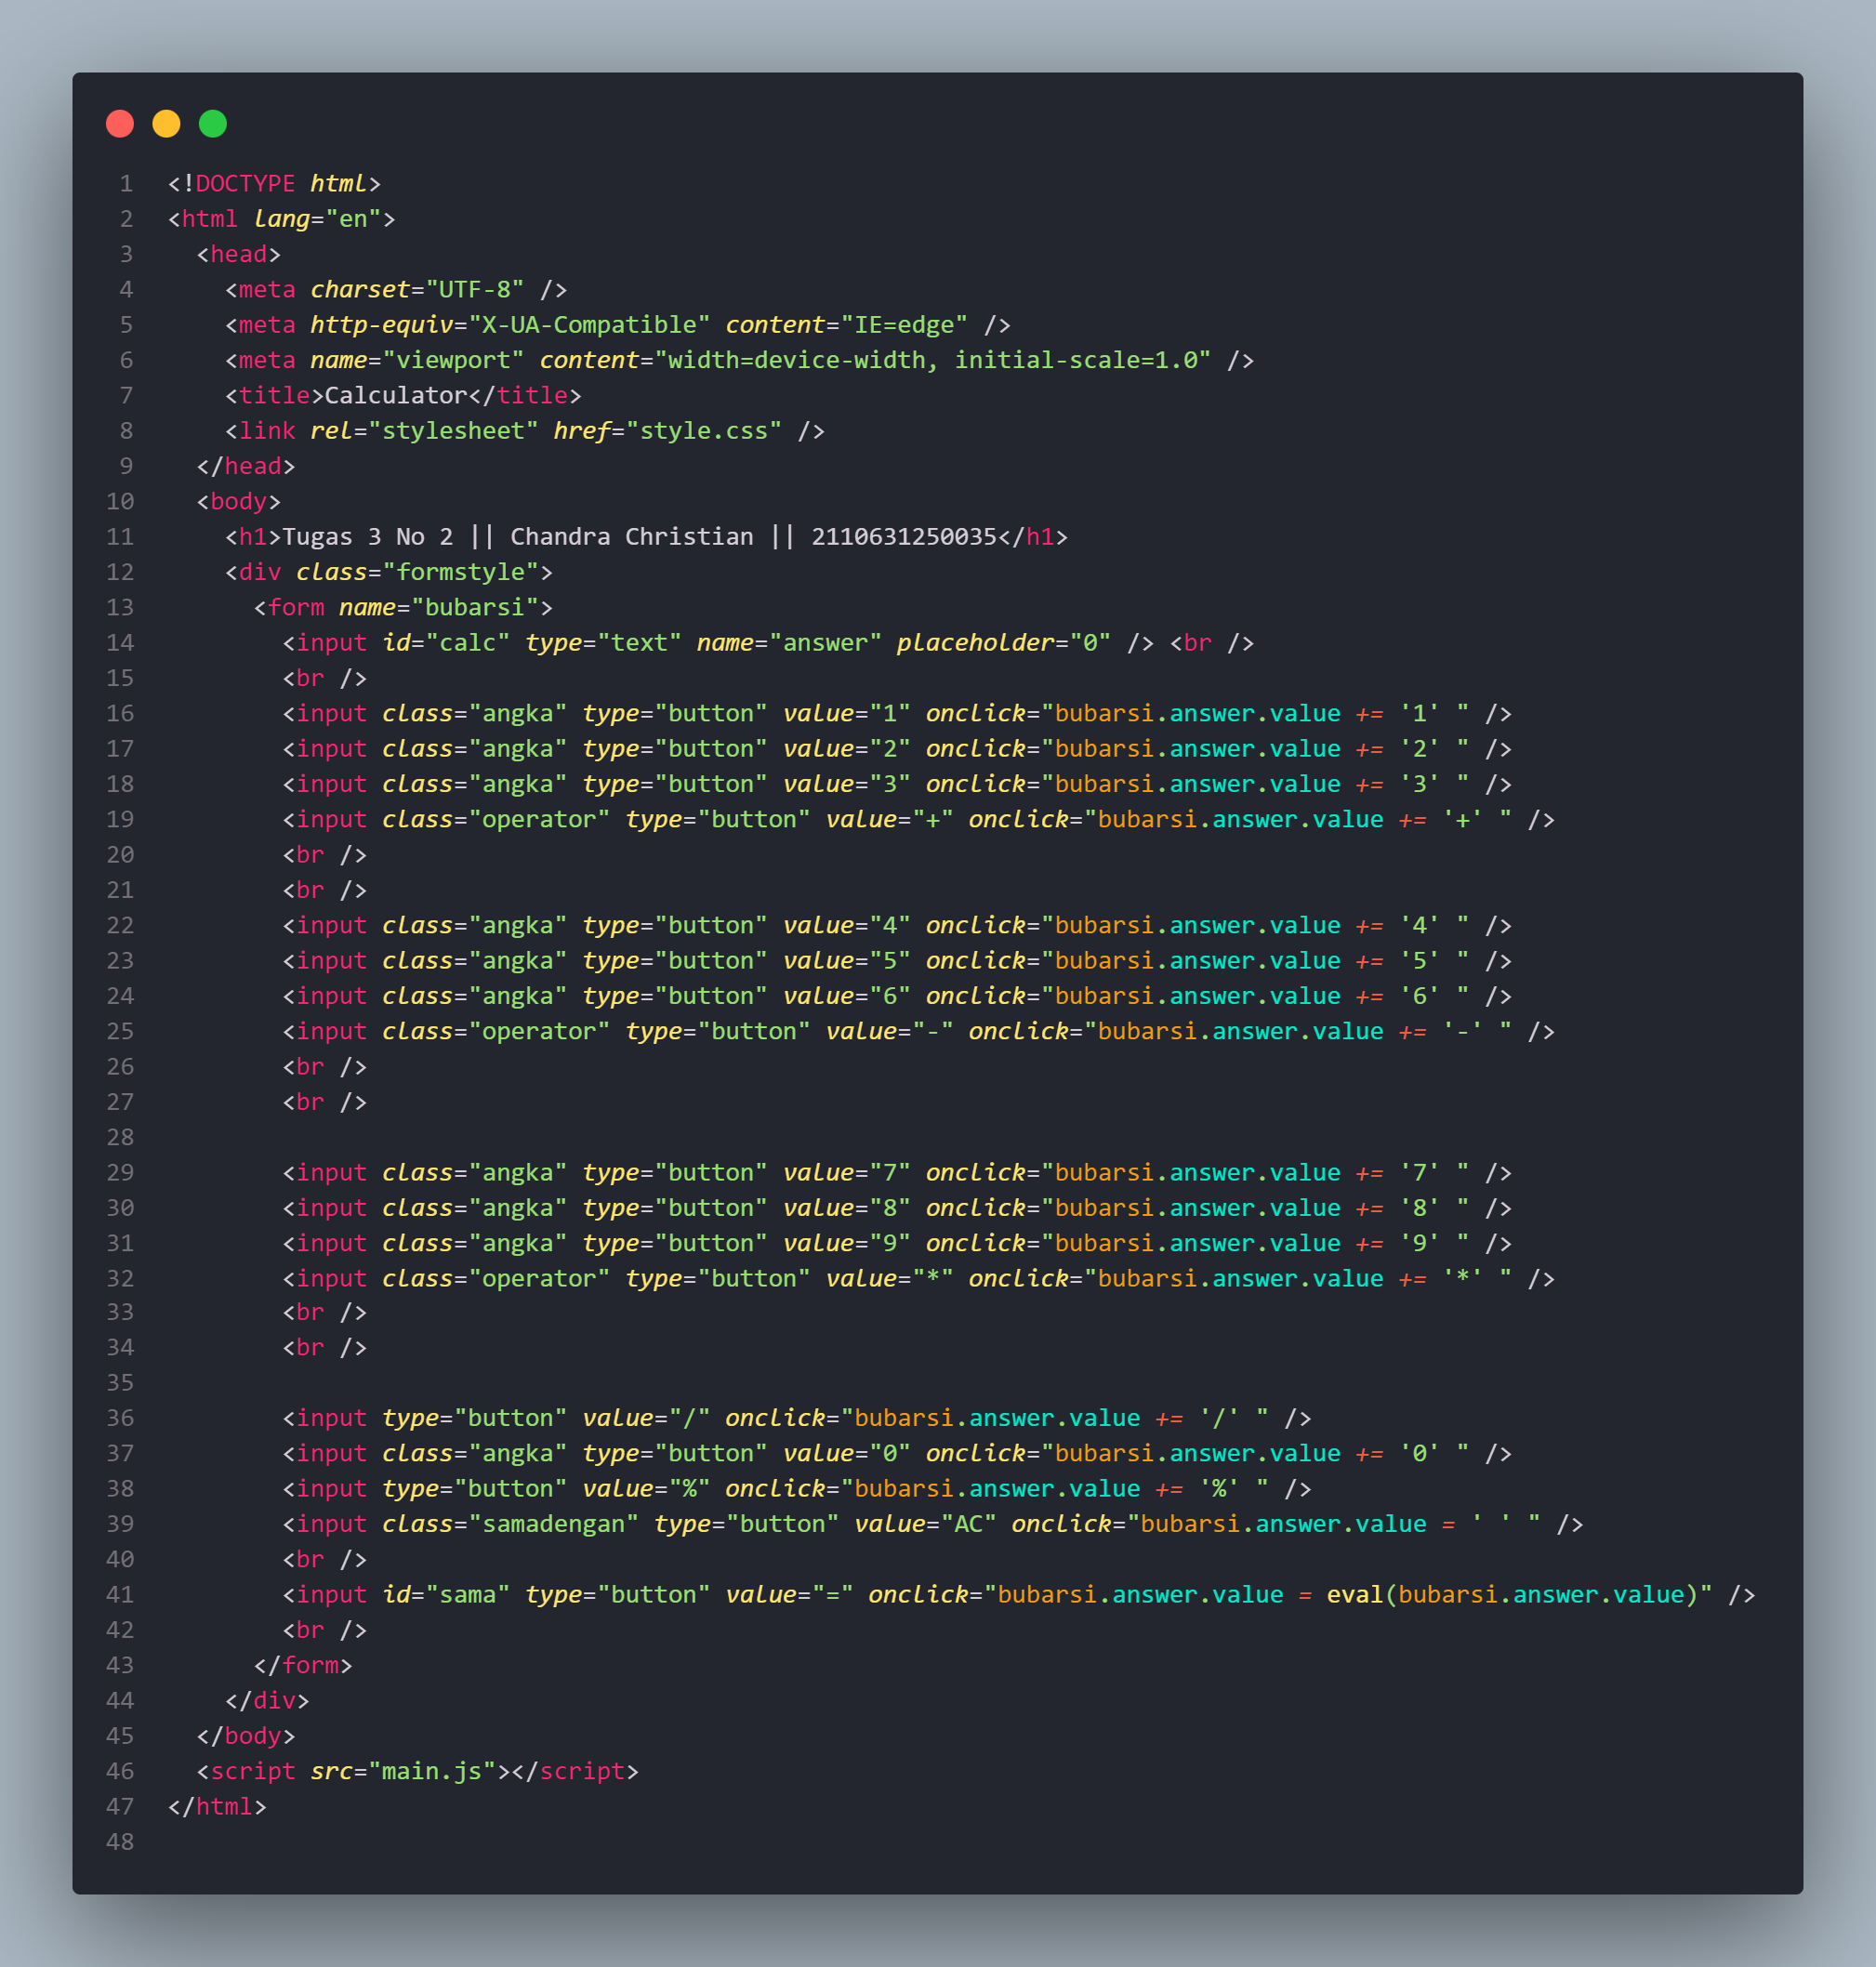 1 <!DOCTYPE html>
2 <html lang="en">
3   <head>
4     <meta charset="UTF-8" />
5     <meta http-equiv="X-UA-Compatible" content="IE=edge" />
6     <meta name="viewport" content="width=device-width, initial-scale=1.0" />
7     <title>Calculator</title>
8     <link rel="stylesheet" href="style.css" />
9   </head>
10   <body>
11     <h1>Tugas 3 No 2 || Chandra Christian || 2110631250035</h1>
12     <div class="formstyle">
13       <form name="bubarsi">
14         <input id="calc" type="text" name="answer" placeholder="0" /> <br />
15         <br />
16         <input class="angka" type="button" value="1" onclick="bubarsi.answer.value += '1' " />
17         <input class="angka" type="button" value="2" onclick="bubarsi.answer.value += '2' " />
18         <input class="angka" type="button" value="3" onclick="bubarsi.answer.value += '3' " />
19         <input class="operator" type="button" value="+" onclick="bubarsi.answer.value += '+' " />
20         <br />
21         <br />
22         <input class="angka" type="button" value="4" onclick="bubarsi.answer.value += '4' " />
23         <input class="angka" type="button" value="5" onclick="bubarsi.answer.value += '5' " />
24         <input class="angka" type="button" value="6" onclick="bubarsi.answer.value += '6' " />
25         <input class="operator" type="button" value="-" onclick="bubarsi.answer.value += '-' " />
26         <br />
27         <br />
28
29         <input class="angka" type="button" value="7" onclick="bubarsi.answer.value += '7' " />
30         <input class="angka" type="button" value="8" onclick="bubarsi.answer.value += '8' " />
31         <input class="angka" type="button" value="9" onclick="bubarsi.answer.value += '9' " />
32         <input class="operator" type="button" value="*" onclick="bubarsi.answer.value += '*' " />
33         <br />
34         <br />
35
36         <input type="button" value="/" onclick="bubarsi.answer.value += '/' " />
37         <input class="angka" type="button" value="0" onclick="bubarsi.answer.value += '0' " />
38         <input type="button" value="%" onclick="bubarsi.answer.value += '%' " />
39         <input class="samadengan" type="button" value="AC" onclick="bubarsi.answer.value = ' ' " />
40         <br />
41         <input id="sama" type="button" value="=" onclick="bubarsi.answer.value = eval(bubarsi.answer.value)" />
42         <br />
43       </form>
44     </div>
45   </body>
46   <script src="main.js"></script>
47 </html>
48